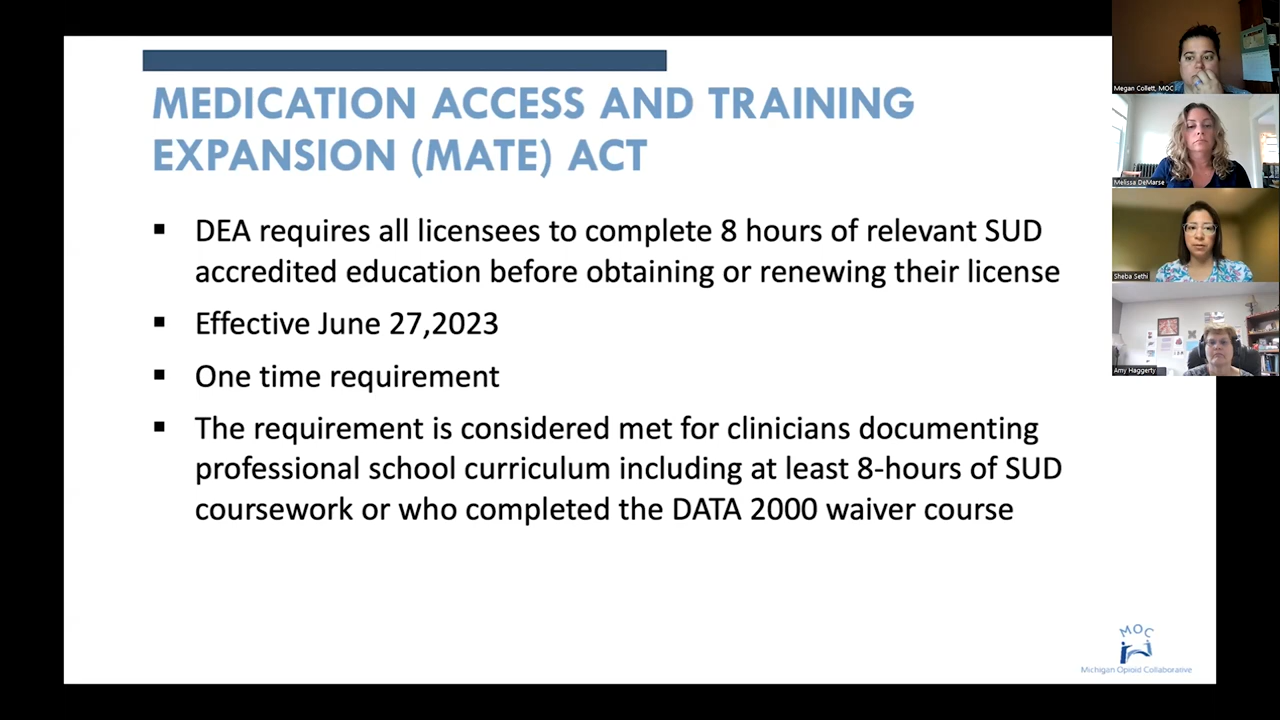 MEDICATION ACCESS AND TRAINING
EXPANSION (MATE) ACT
▪ DEA requires all licensees to complete 8 hours of relevant SUD
accredited education before obtaining or renewing their license
▪ Effective June 27,2023
▪ One time requirement
▪ The requirement is considered met for clinicians documenting
professional school curriculum including at least 8-hours of SUD
coursework or who completed the DATA 2000 waiver course
Megan Collett, MOC
Melissa DeMarse
Sheba Sethi
Amy Haggerty
MOC
Michigan Opioid Collaborative